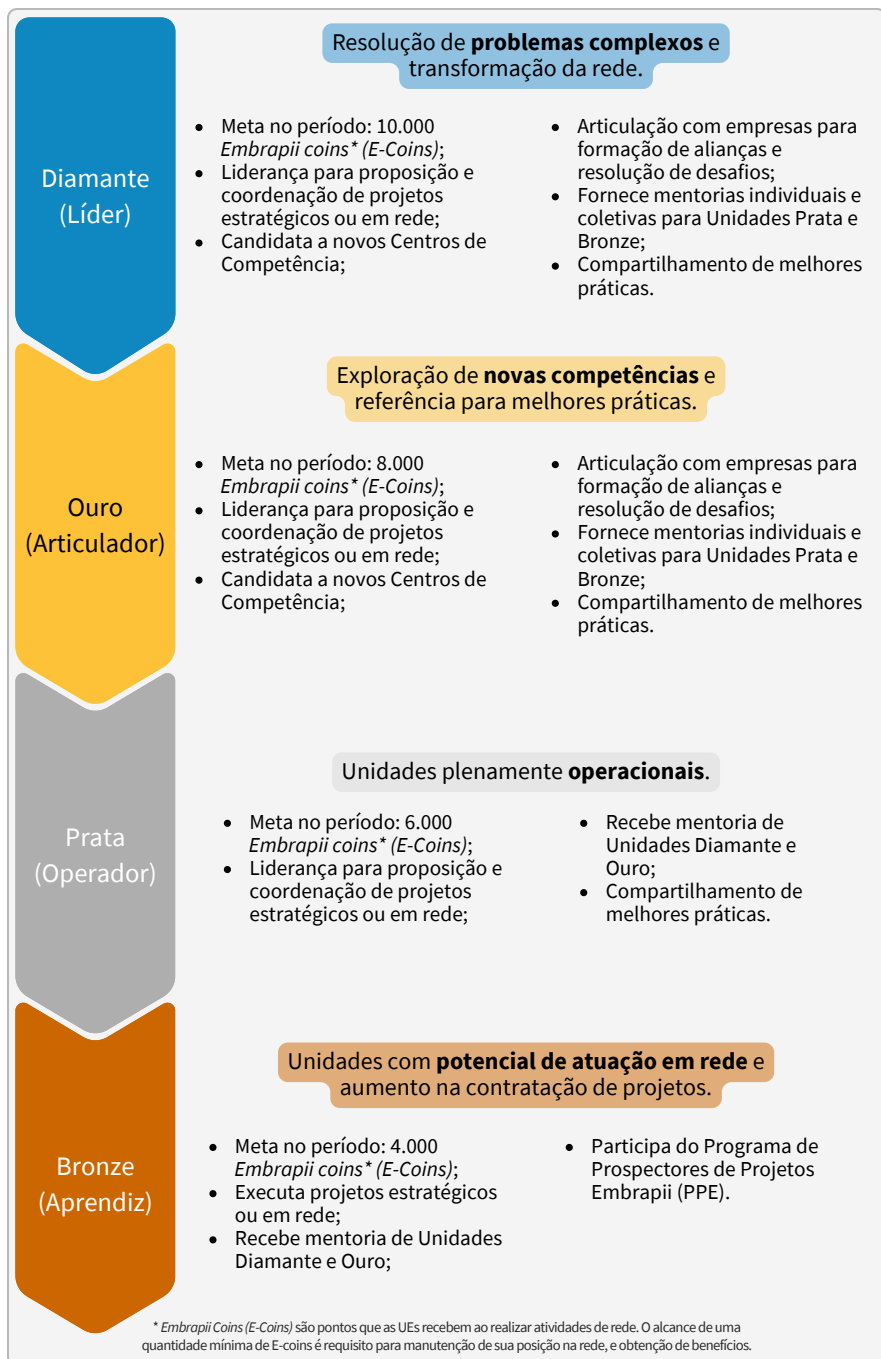 Diamante
(Líder)
Resolução de problemas complexos e
transformação da rede.
• Meta no período: 10.000
Embrapii coins* (E-Coins);
• Liderança para proposição e
coordenação de projetos
estratégicos ou em rede;
• Candidata a novos Centros de
Competência;
• Articulação com empresas para
formação de alianças e
resolução de desafios;
• Fornece mentorias individuais e
coletivas para Unidades Prata e
Bronze;
• Compartilhamento de melhores
práticas.
Ouro
(Articulador)
Exploração de novas competências e
referência para melhores práticas.
• Meta no período: 8.000
Embrapii coins* (E-Coins);
• Liderança para proposição e
coordenação de projetos
estratégicos ou em rede;
• Candidata a novos Centros de
Competência;
• Articulação com empresas para
formação de alianças e
resolução de desafios;
• Fornece mentorias individuais e
coletivas para Unidades Prata e
Bronze;
• Compartilhamento de melhores
práticas.
Prata
(Operador)
Unidades plenamente operacionais.
• Meta no período: 6.000
Embrapii coins* (E-Coins);
• Liderança para proposição e
coordenação de projetos
estratégicos ou em rede;
• Recebe mentoria de
Unidades Diamante e
Ouro;
• Compartilhamento de
melhores práticas.
Bronze
(Aprendiz)
Unidades com potencial de atuação em rede e
aumento na contratação de projetos.
• Meta no período: 4.000
Embrapii coins* (E-Coins);
• Executa projetos estratégicos
ou em rede;
• Recebe mentoria de Unidades
Diamante e Ouro;
• Participa do Programa de
Prospectores de Projetos
Embrapii (PPE).
* Embrapii Coins (E-Coins) são pontos que as UEs recebem ao realizar atividades de rede. O alcance de uma
quantidade mínima de E-coins é requisito para manutenção de sua posição na rede, e obtenção de benefícios.